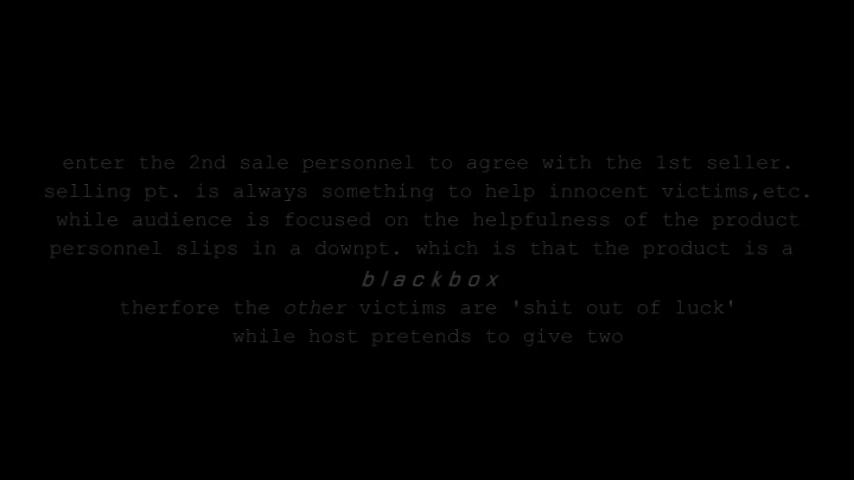 enter the 2nd sale personnel to agree with the 1st seller.
selling pt. is always something to help innocent victims,etc.
while audience is focused on the helpfulness of the product
personnel slips in a downpt. which is that the product is a
blackbox
therfore the other victims are 'shit out of luck'
while host pretends to give two